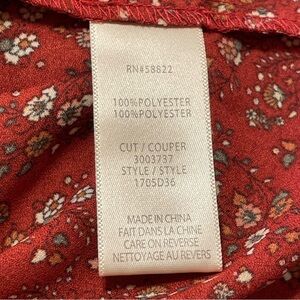 RN#58822
100%POLYESTER
100%POLYESTER
CUT / COUPER
3003737
STYLE / STYLE
1705D36
MADE IN CHINA
FAIT DANS LA CHINE
CARE ON REVERSE
NETTOYAGE AU REVERS